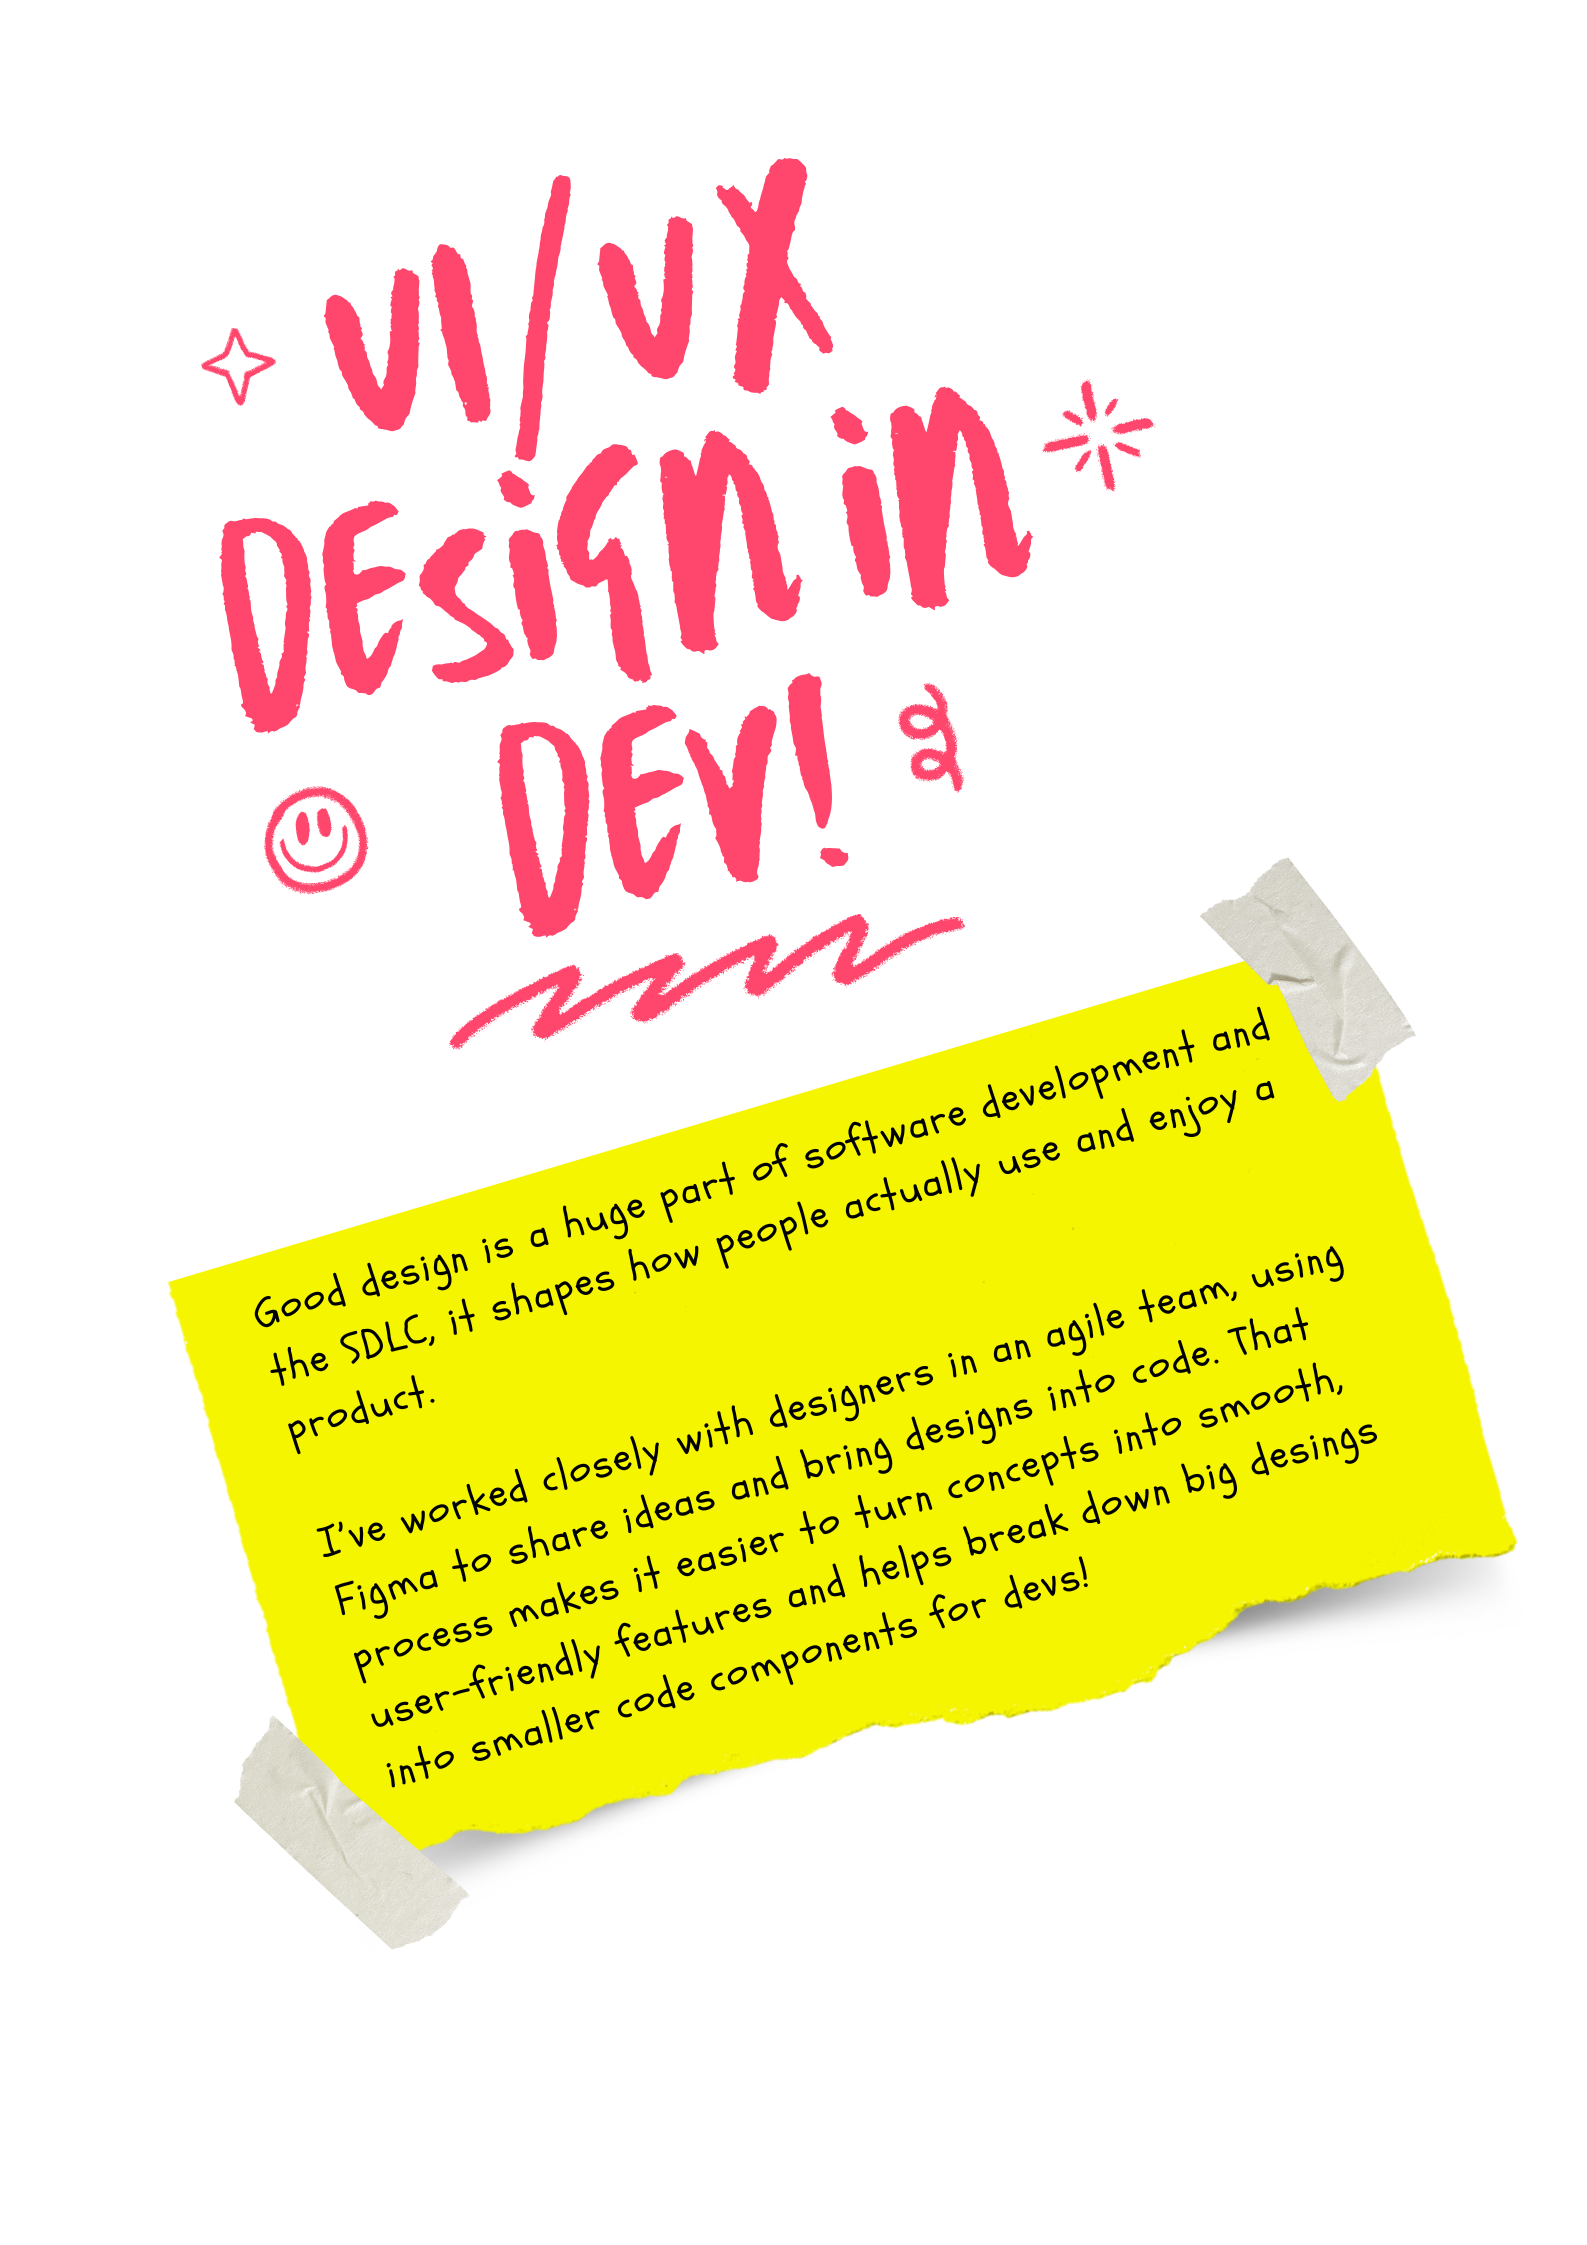 UI/UX
DESiGN iN
DEV!
Good design is a huge part of software development and
the SDLC, it shapes how people actually use and enjoy a
product.
I've worked closely with designers in an agile team, using
Figma to share ideas and bring designs into code. That
process makes it easier to turn concepts into smooth,
user-friendly features and helps break down big desings
into smaller code components for devs!